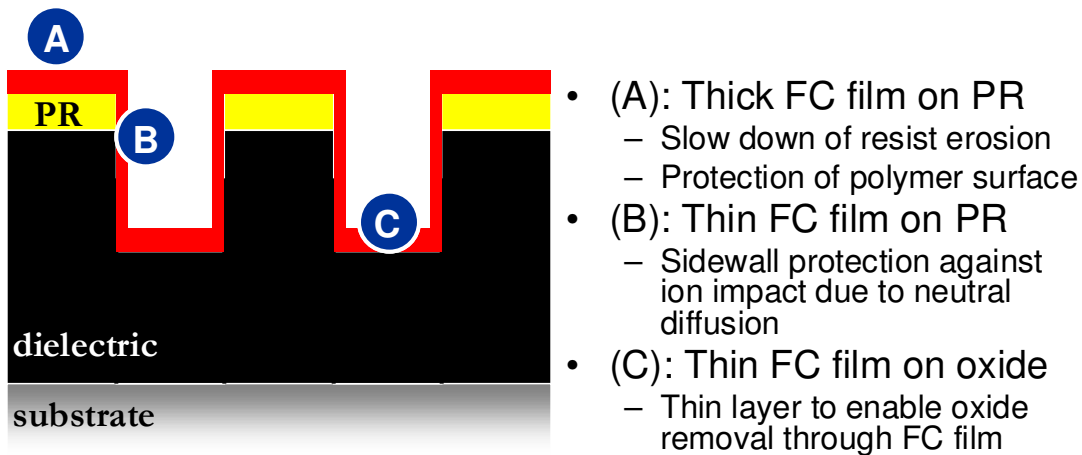 A
PR
B
C
dielectric
substrate
• (A): Thick FC film on PR
– Slow down of resist erosion
– Protection of polymer surface
• (B): Thin FC film on PR
– Sidewall protection against
ion impact due to neutral
diffusion
• (C): Thin FC film on oxide
– Thin layer to enable oxide
removal through FC film